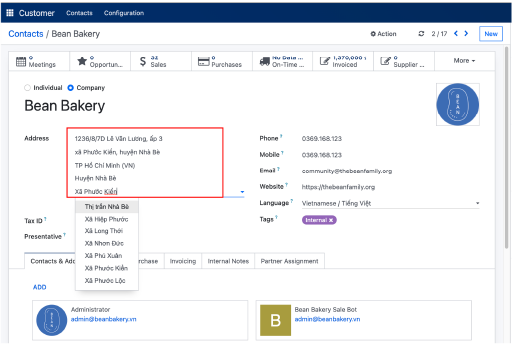 Customer Contacts Configuration
Contacts / Bean Bakery
Action 2 / 17 New
0 Meetings
0 Opportun...
$ 32 Sales
0 Purchases
No Data ... On-Time ...
Invoiced
0 Supplier ...
More
Individual Company
Bean Bakery
BEAN
Address
1236/8/7D Lê Văn Lương, ấp 3
xã Phước Kiển, huyện Nhà Bè
TP Hồ Chí Minh (VN)
Huyện Nhà Bè
Xã Phước Kiển
Thị trấn Nhà Bè
Xã Hiệp Phước
Xã Long Thới
Xã Nhơn Đức
Xã Phú Xuân
Xã Phước Kiển
Xã Phước Lộc
Tax ID ?
Presentative ?
Phone ? 0369.168.123
Mobile ? 0369.168.123
Email ? community@thebeanfamily.org
Website ? https://thebeanfamily.org
Language ? Vietnamese / Tiếng Việt
Tags ? Internal x
Contacts & Add rchase Invoicing Internal Notes Partner Assignment
ADD
Administrator
admin@beanbakery.vn
B
Bean Bakery Sale Bot
admin@beanbakery.vn